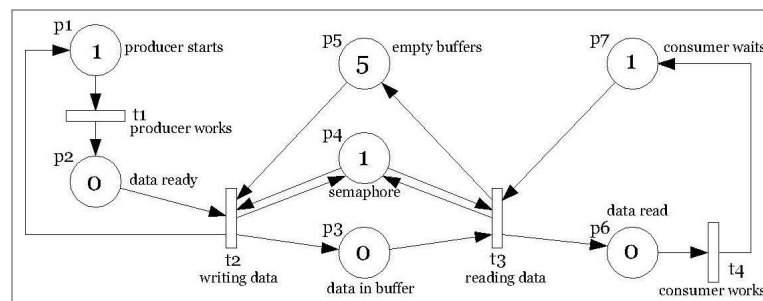 p1
1
producer starts
t1
producer works
p2
0
data ready
p5
5
empty buffers
p4
1
semaphore
p3
0
data in buffer
t2
writing data
t3
reading data
p7
1
consumer waits
data read
p6
0
t4
consumer works